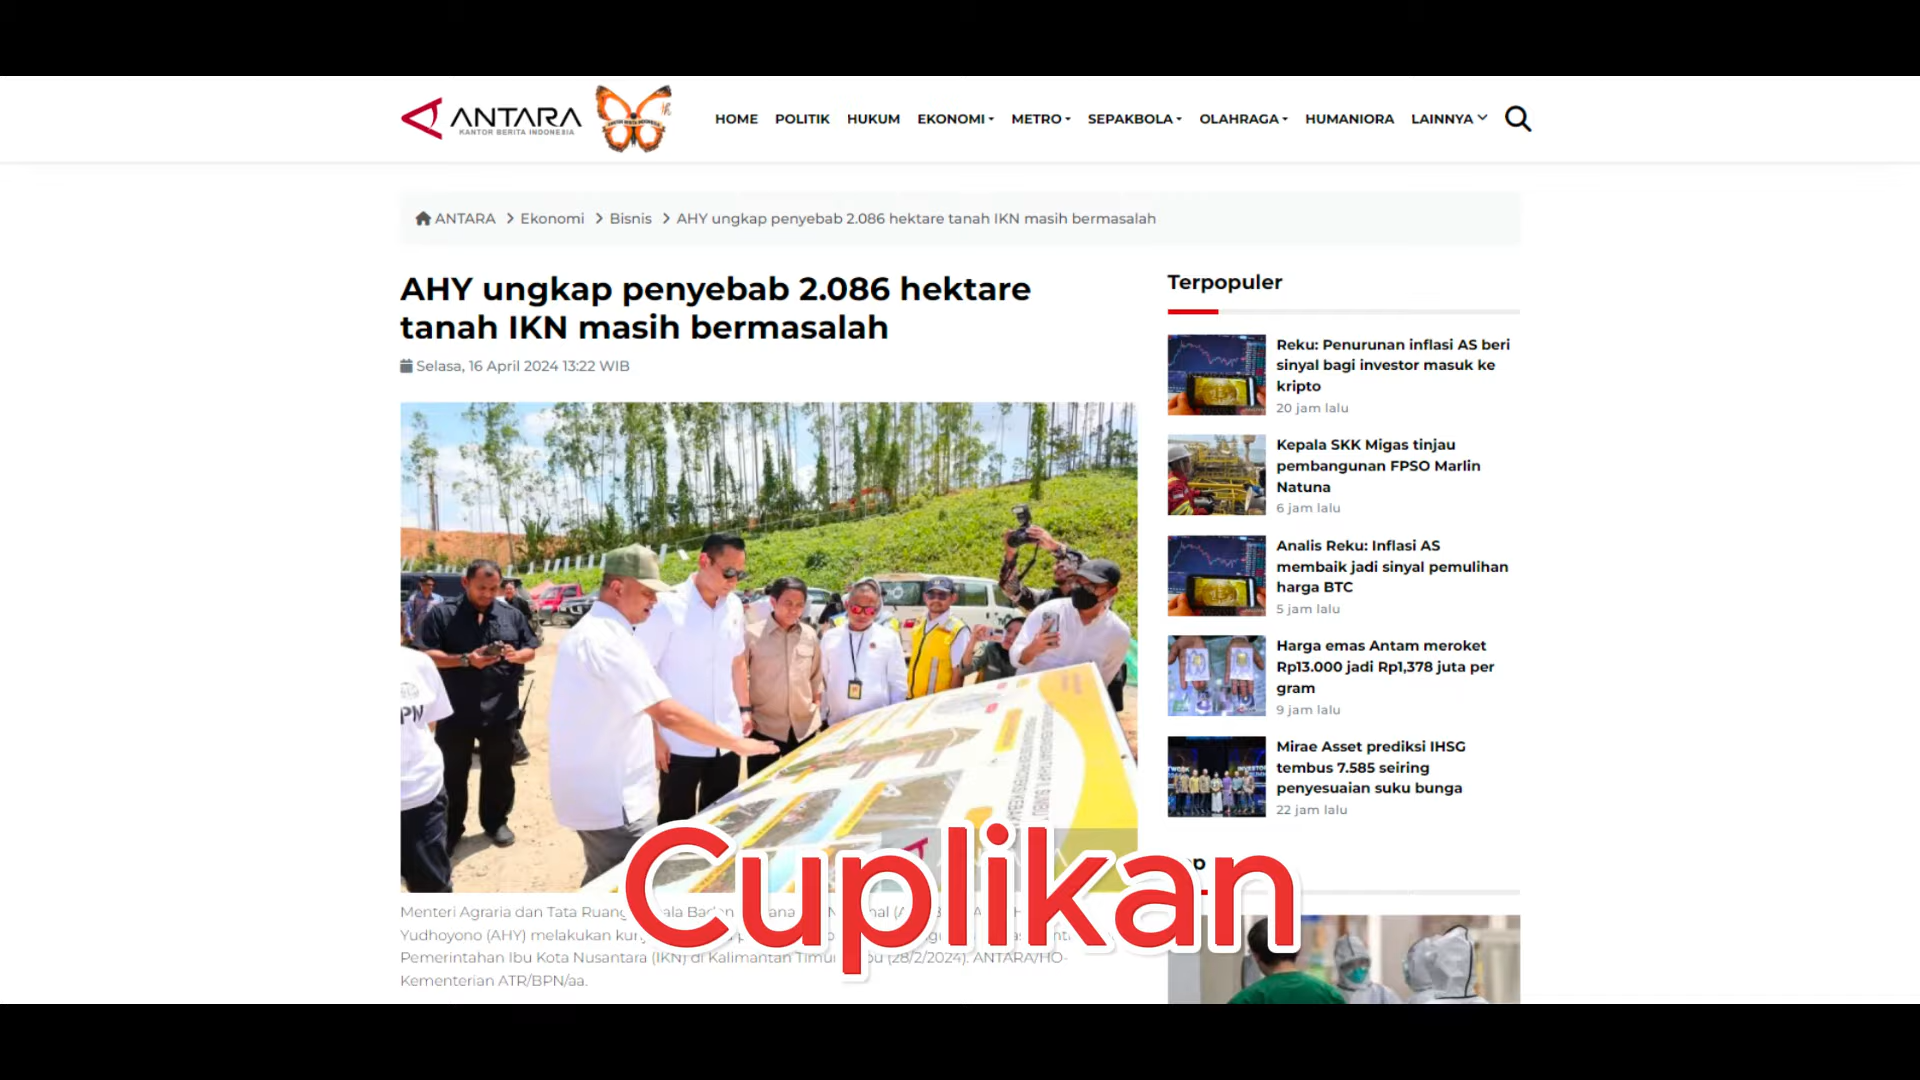 ANTARA
KANTOR BERITA INDONESIA
HOME POLITIK HUKUM EKONOMI METRO SEPAKBOLA OLAHRAGA HUMANIORA LAINNYA
ANTARA > Ekonomi > Bisnis > AHY ungkap penyebab 2.086 hektare tanah IKN masih bermasalah
AHY ungkap penyebab 2.086 hektare
tanah IKN masih bermasalah
Selasa, 16 April 2024 13:22 WIB
Menteri Agraria dan Tata Ruang
Yudhoyono (AHY) melakukan
Pemerintahan Ibu Kota Nusantara (IKN) di Kalimantan (28/2/2024). ANTARA/HO-
Kementerian ATR/BPN/aa.
Cuplikan
Terpopuler
Reku: Penurunan inflasi AS beri
sinyal bagi investor masuk ke
kripto
20 jam lalu
Kepala SKK Migas tinjau
pembangunan FPSO Marlin
Natuna
6 jam lalu
Analis Reku: Inflasi AS
membaik jadi sinyal pemulihan
harga BTC
5 jam lalu
Harga emas Antam meroket
Rp13.000 jadi Rp1,378 juta per
gram
9 jam lalu
Mirae Asset prediksi IHSG
tembus 7.585 seiring
penyesuaian suku bunga
22 jam lalu